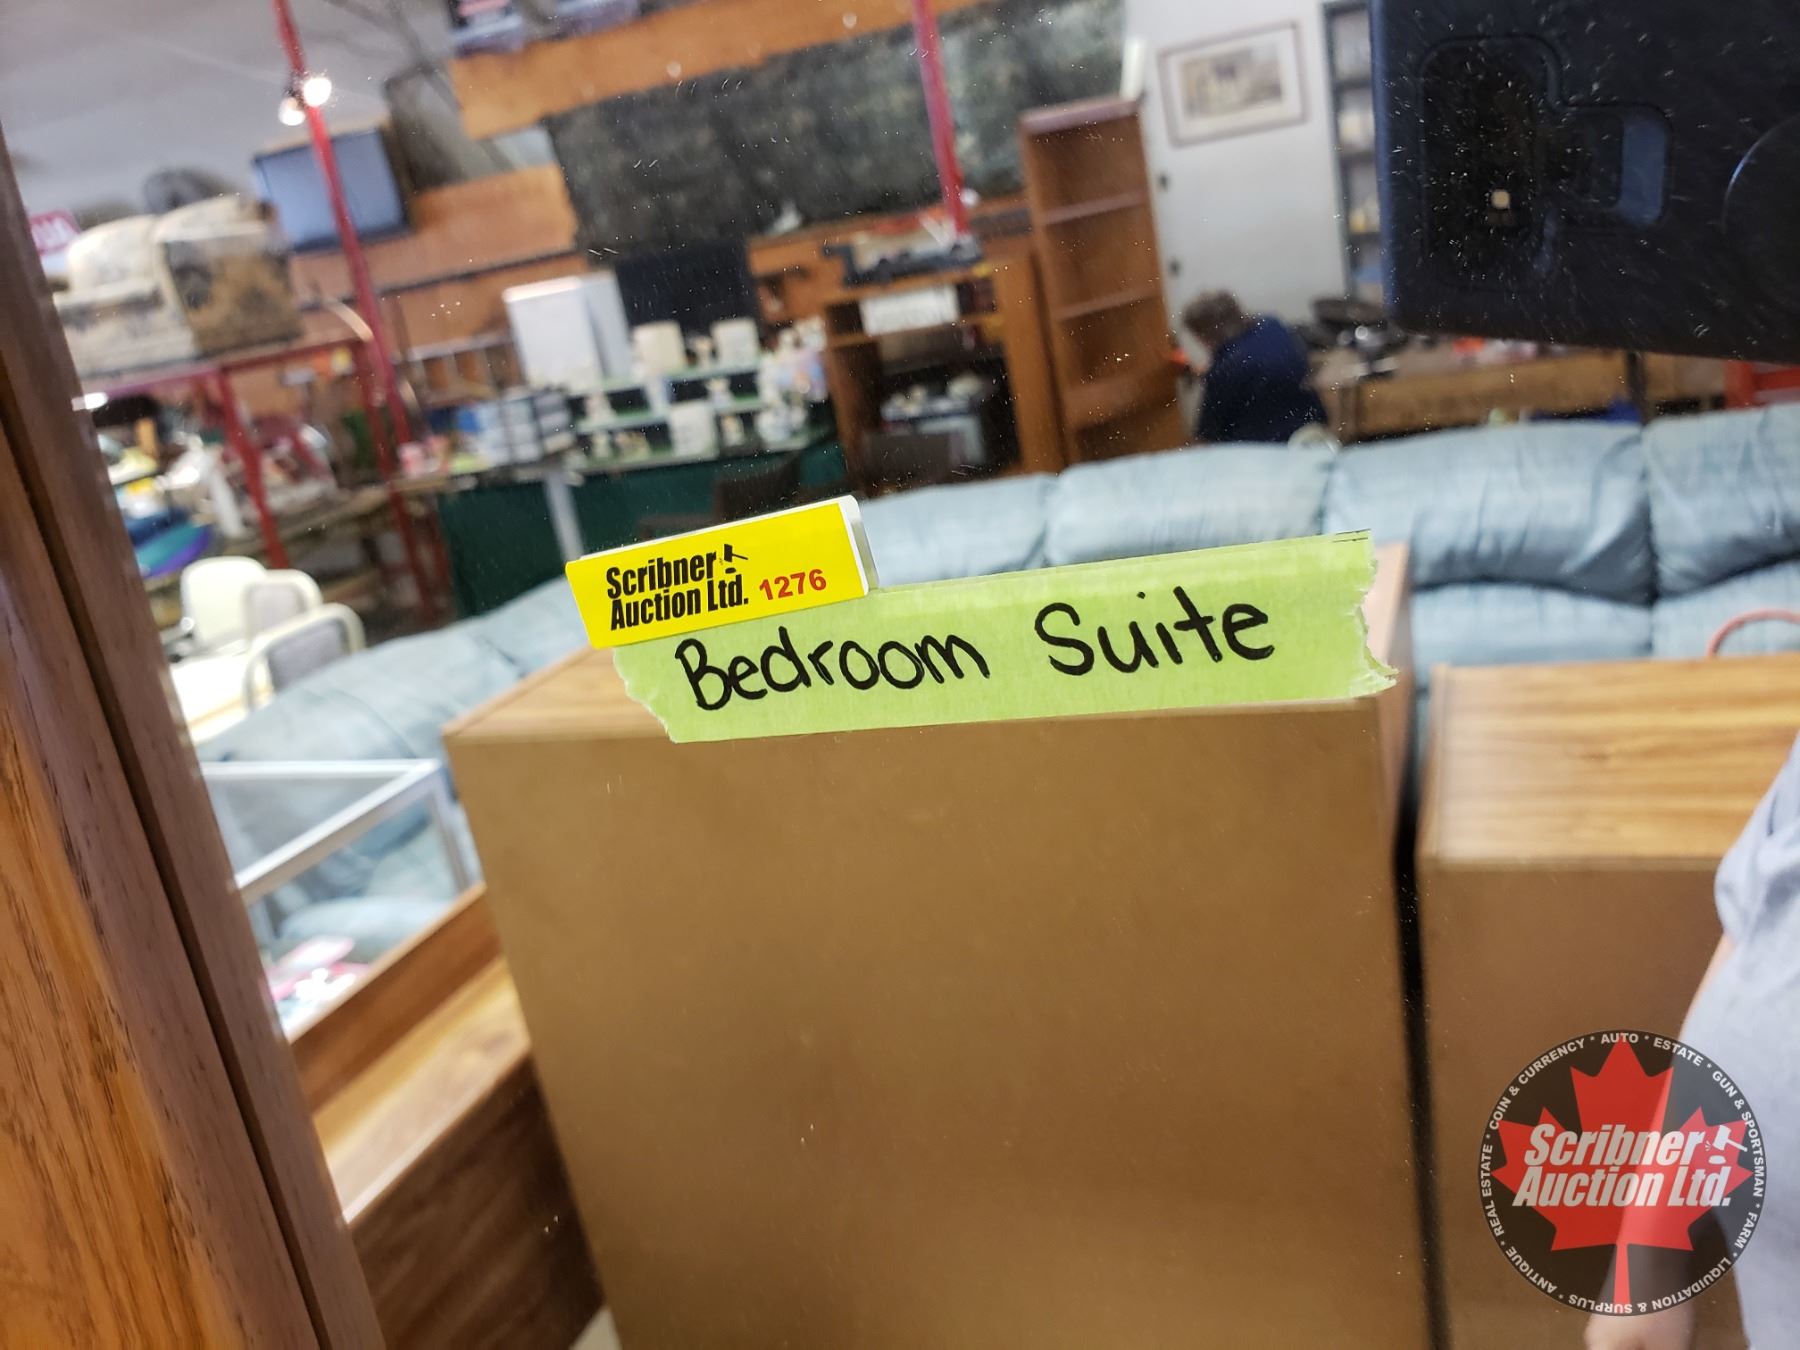 Scribner
Auction Ltd. 1276
Bedroom Suite
Scribner
Auction Ltd.
COIN & CURRENCY * AUTO * ESTATE * GUN & SPORTSMAN * FARM * LIQUIDATION & SURPLUS * ANTIQUE * REAL ESTATE *